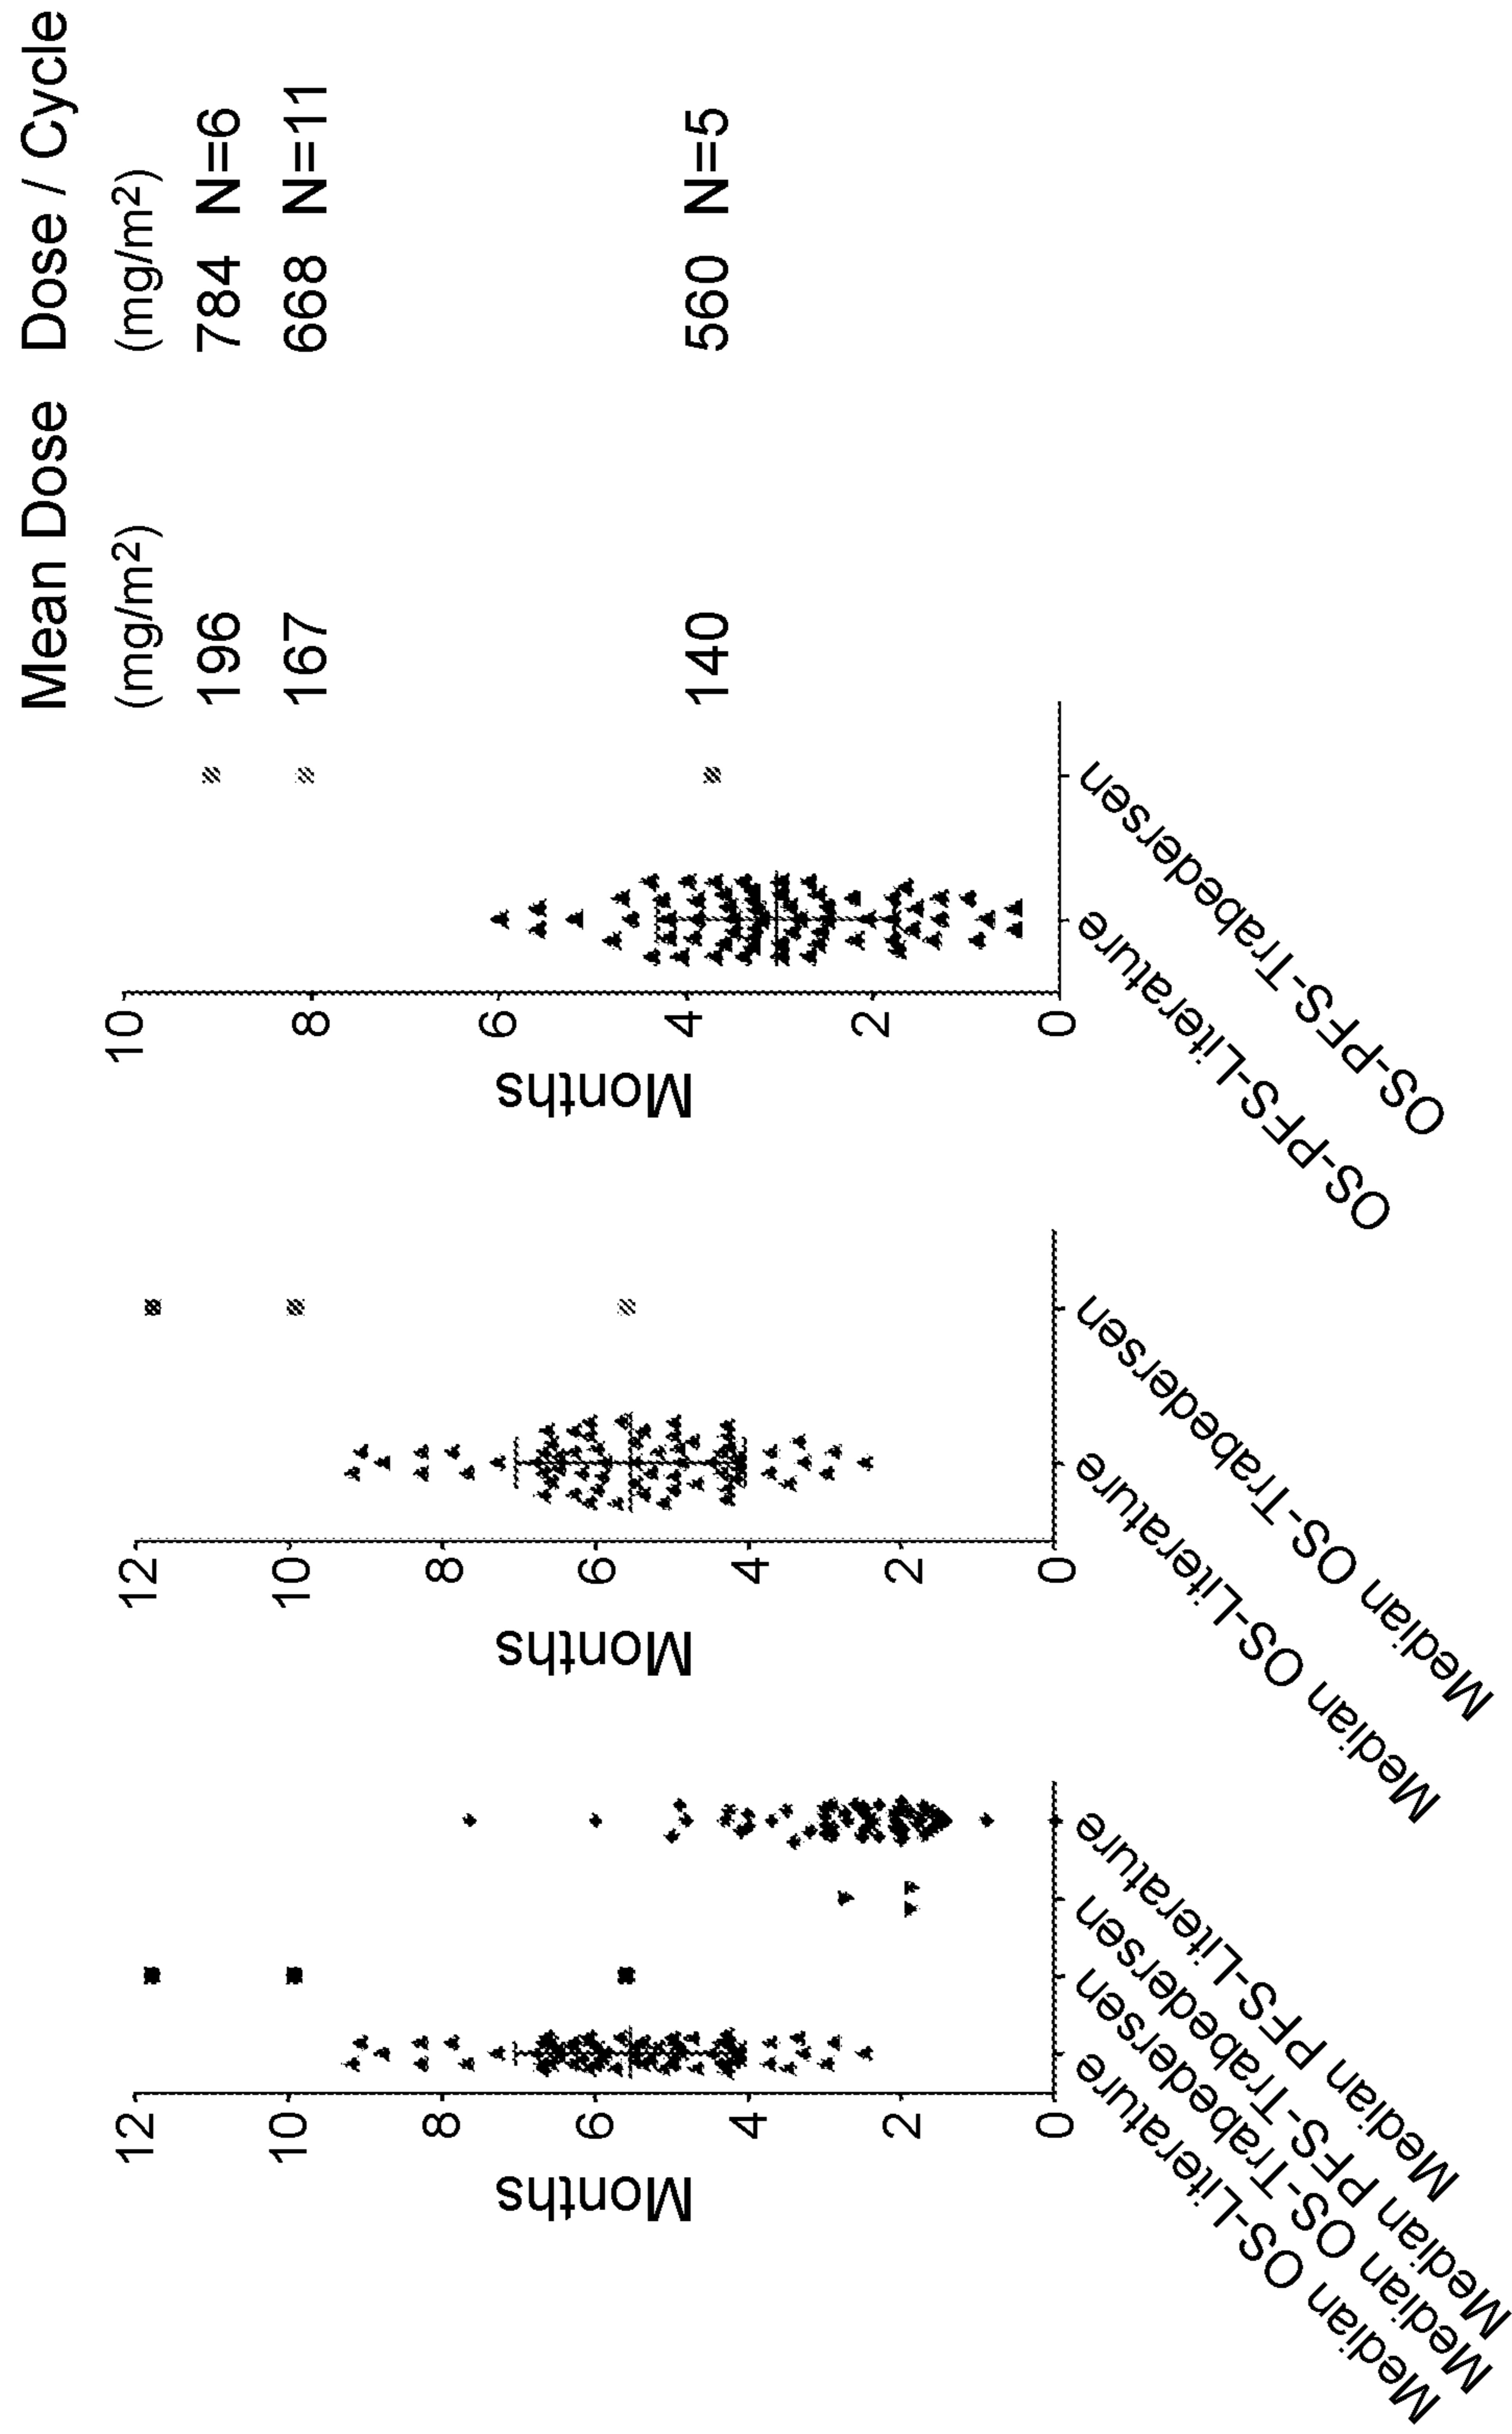 Mean Dose Dose / Cycle
(mg/m²) (mg/m²)
196 784 N=6
167 668 N=11
140 560 N=5
Months
12
10
8
6
4
2
0
Median OS-Literature
Median OS-Trabedersen
Median PFS-Trabedersen
Median PFS-Literature
Months
12
10
8
6
4
2
0
Median OS-Literature
Median OS-Trabedersen
Months
10
8
6
4
2
0
OS-PFS-Literature
OS-PFS-Trabedersen